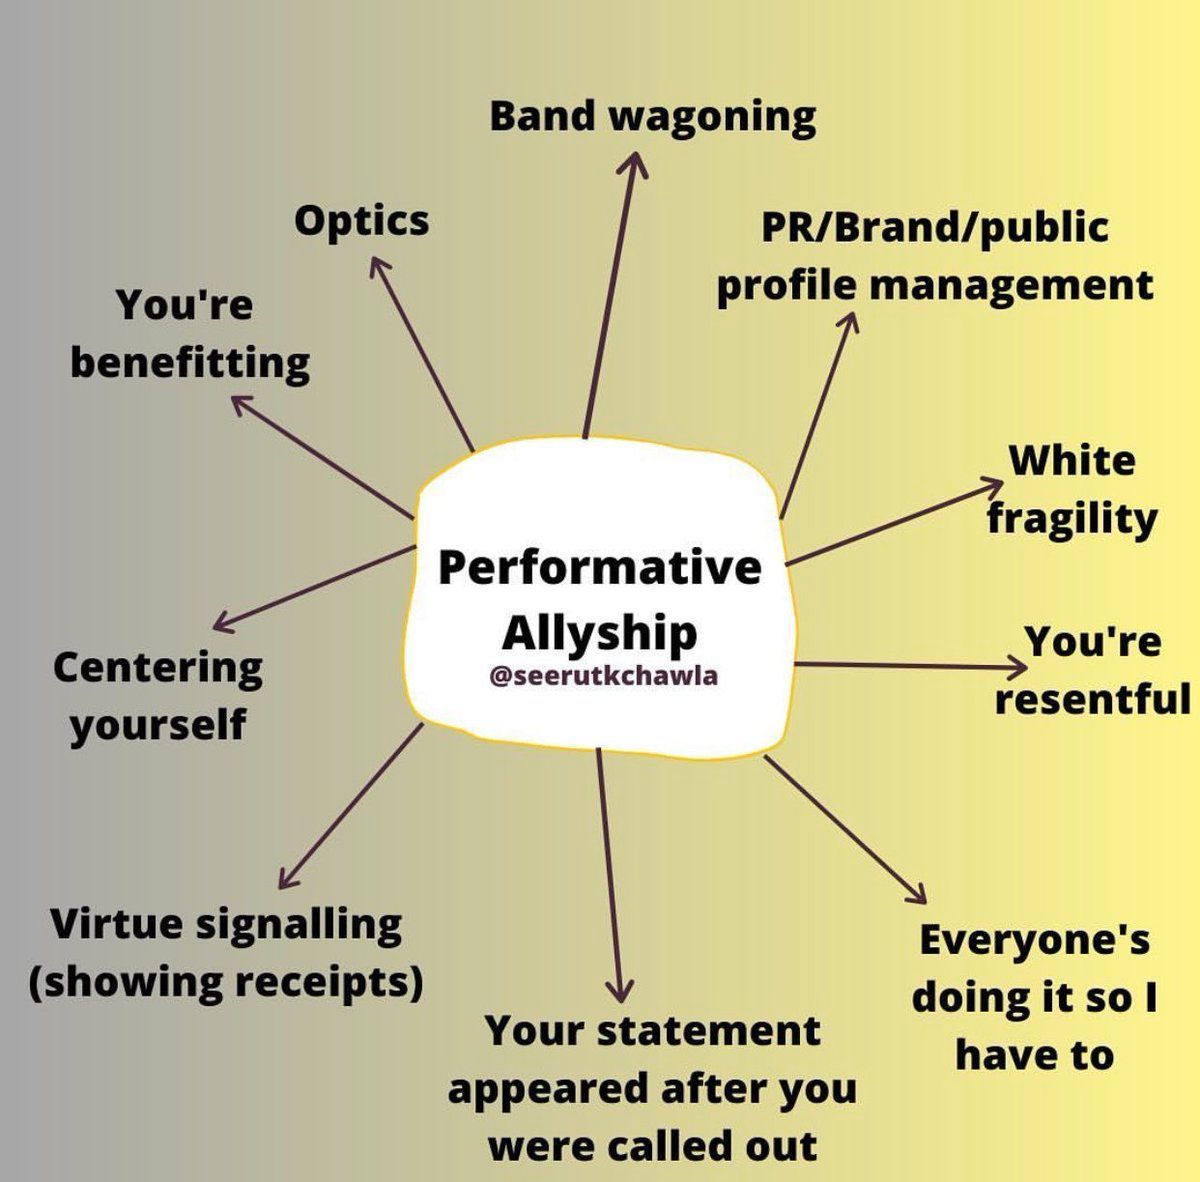 Band wagoning
Optics
PR/Brand/public
profile management
You're
benefitting
White
fragility
Performative
Allyship
@seerutkchawla
You're
resentful
Centering
yourself
Virtue signalling
(showing receipts)
Everyone's
doing it so I
have to
Your statement
appeared after you
were called out